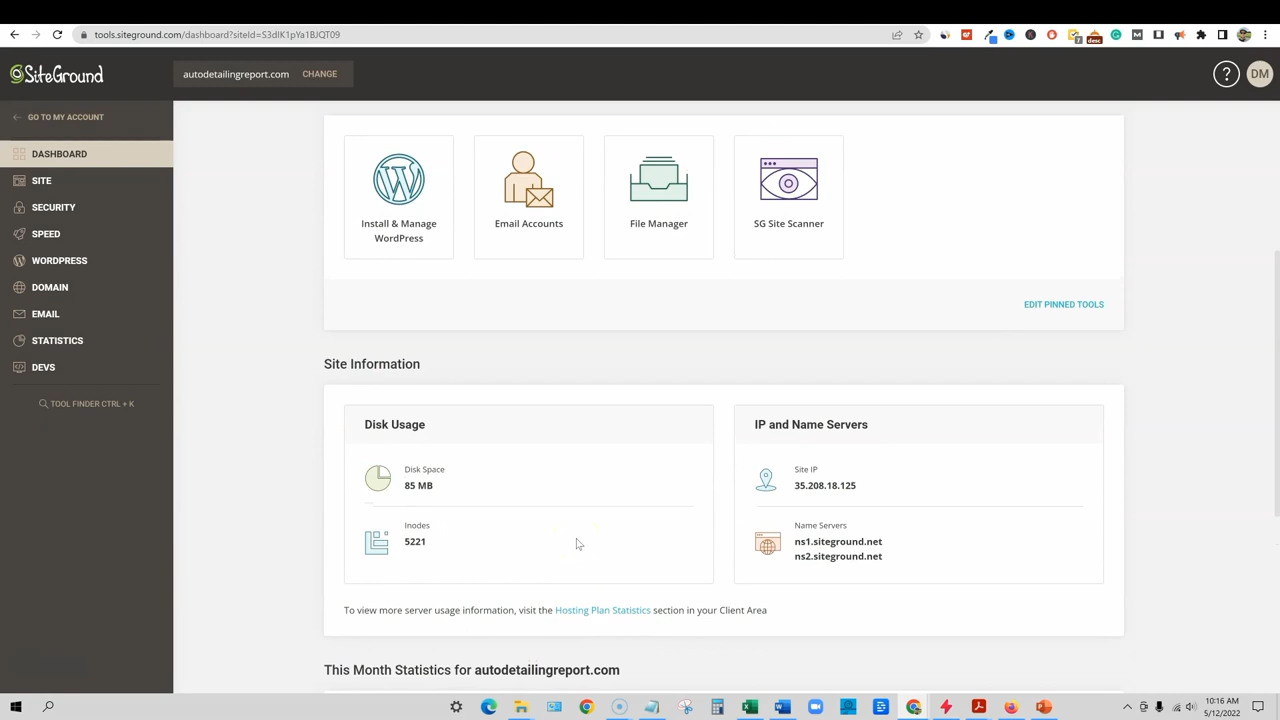 tools.siteground.com/dashboard?siteId=S3dIK1pYa1BJQT09
SiteGround
autodetailingreport.com CHANGE
?
DM
GO TO MY ACCOUNT
DASHBOARD
SITE
SECURITY
SPEED
WORDPRESS
DOMAIN
EMAIL
STATISTICS
DEVS
TOOL FINDER CTRL + K
Install & Manage
WordPress
Email Accounts
File Manager
SG Site Scanner
EDIT PINNED TOOLS
Site Information
Disk Usage
Disk Space
85 MB
Inodes
5221
IP and Name Servers
Site IP
35.208.18.125
Name Servers
ns1.siteground.net
ns2.siteground.net
To view more server usage information, visit the Hosting Plan Statistics section in your Client Area
This Month Statistics for autodetailingreport.com
10:16 AM
5/12/2022